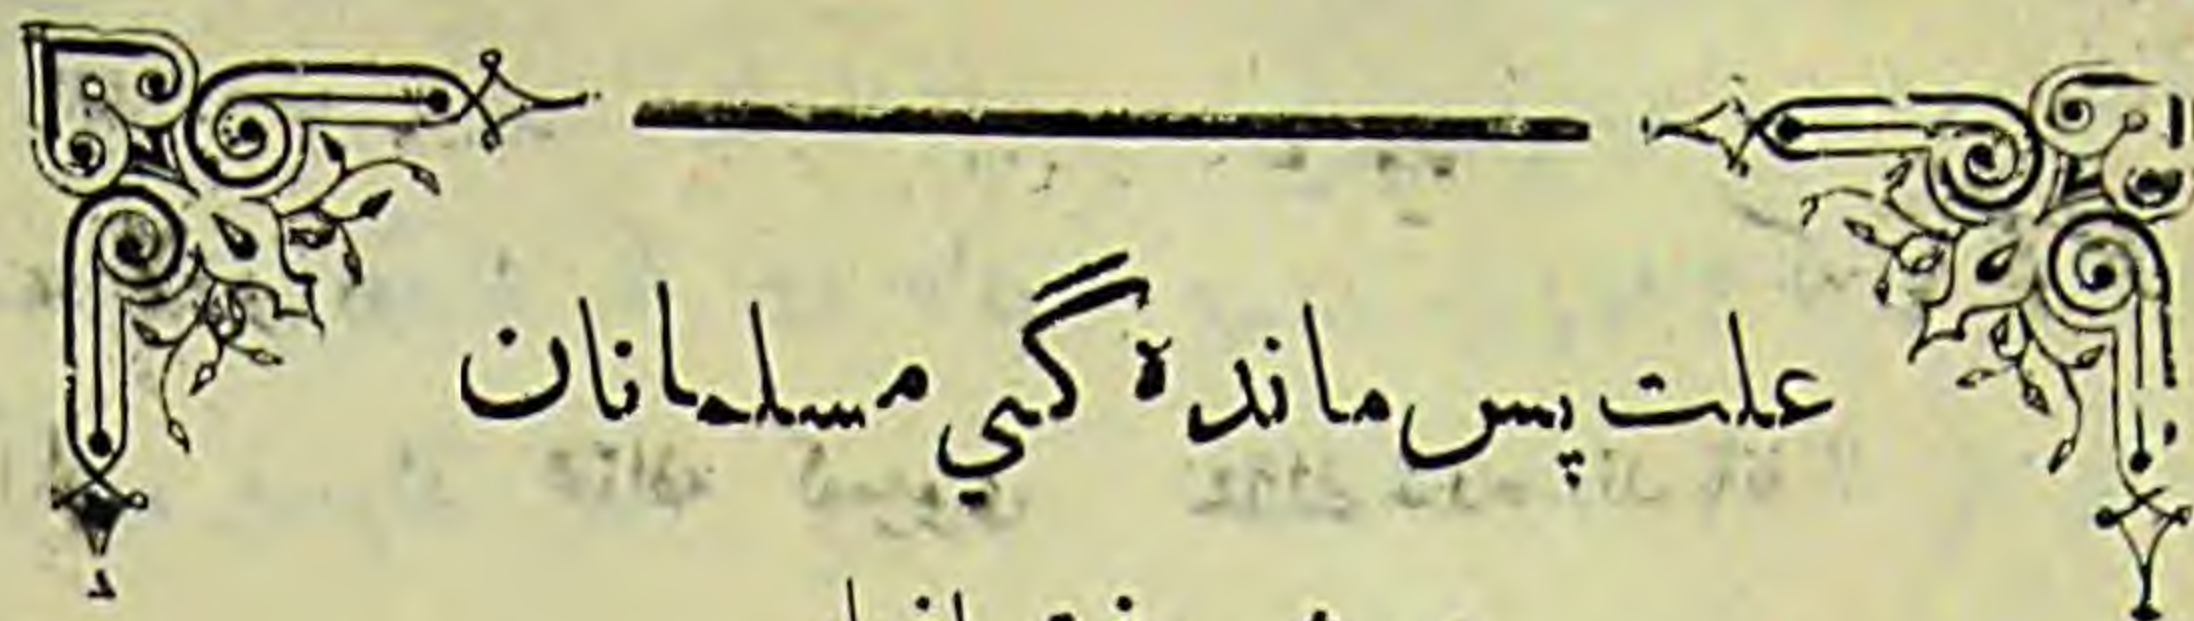 علت پس مانده گي مسلمانان